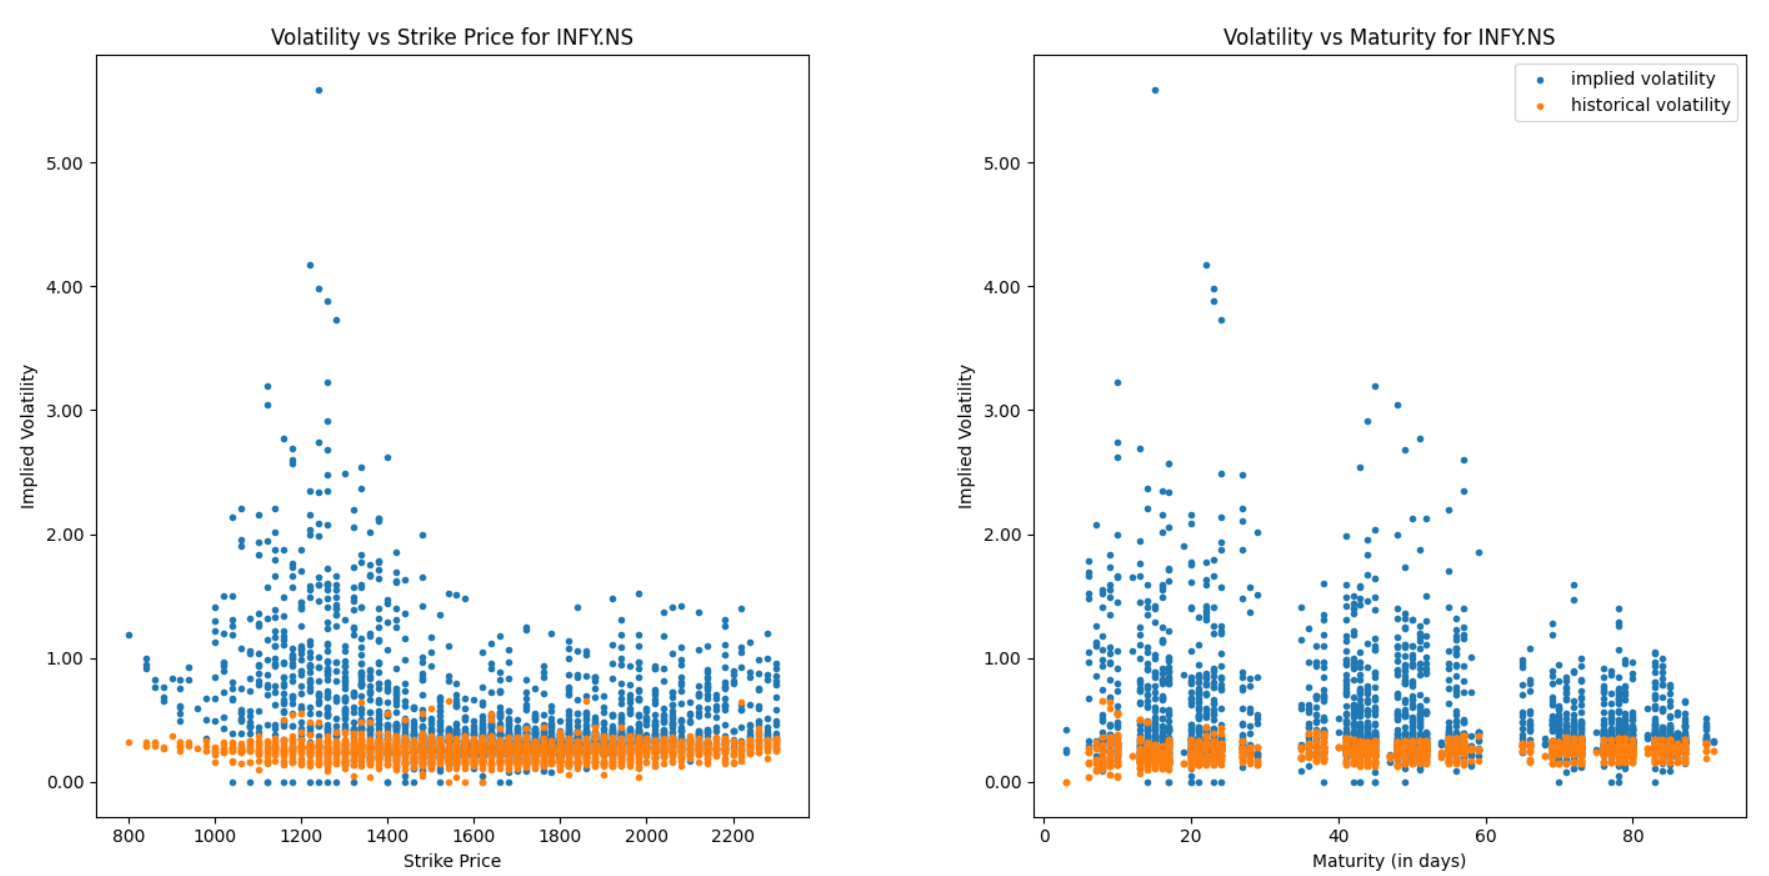 Volatility vs Strike Price for INFY.NS
Implied Volatility
5.00
4.00
3.00
2.00
1.00
0.00
800 1000 1200 1400 1600 1800 2000 2200
Strike Price
Volatility vs Maturity for INFY.NS
implied volatility
historical volatility
Implied Volatility
5.00
4.00
3.00
2.00
1.00
0.00
0 20 40 60 80
Maturity (in days)